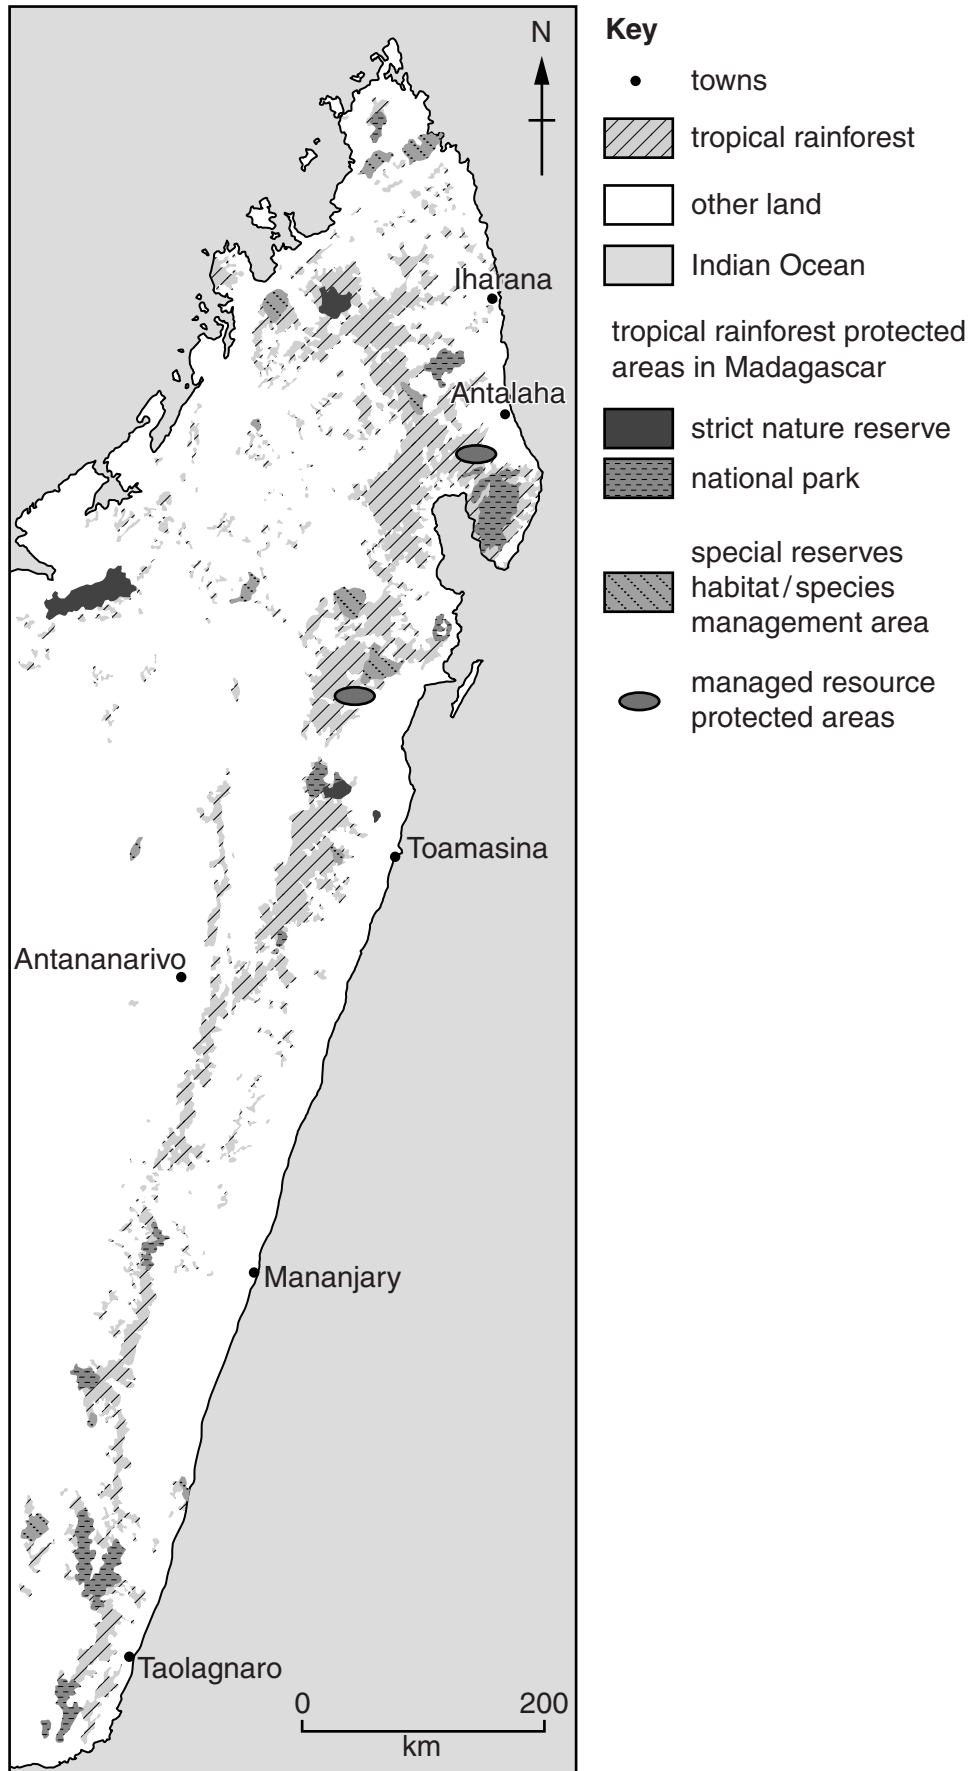 N
Iharana
Antalaha
Toamasina
Antananarivo
Mananjary
Taolagnaro
0 200
km
Key
towns
tropical rainforest
other land
Indian Ocean
tropical rainforest protected
areas in Madagascar
strict nature reserve
national park
special reserves
habitat/species
management area
managed resource
protected areas